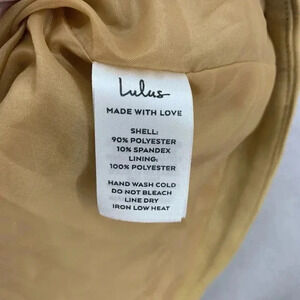 Lulus
MADE WITH LOVE
SHELL:
90% POLYESTER
10% SPANDEX
LINING:
100% POLYESTER
HAND WASH COLD
DO NOT BLEACH
LINE DRY
IRON LOW HEAT